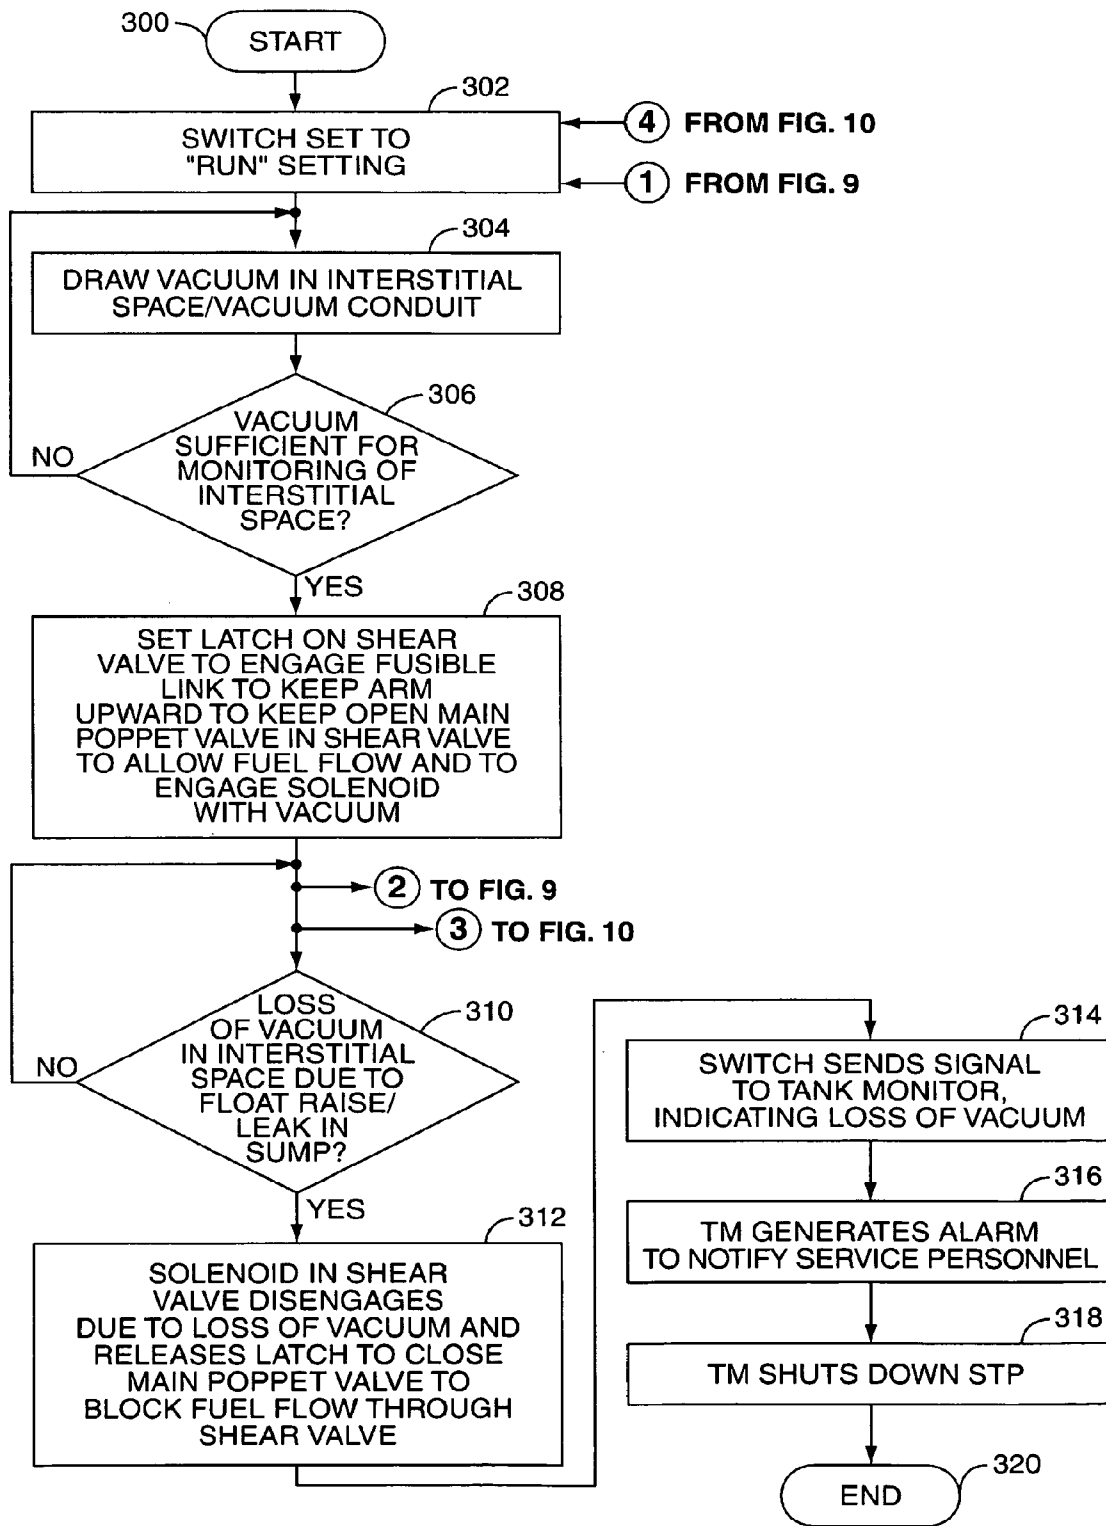 300
START
302
SWITCH SET TO
"RUN" SETTING
4 FROM FIG. 10
1 FROM FIG. 9
304
DRAW VACUUM IN INTERSTITIAL
SPACE/VACUUM CONDUIT
306
VACUUM
SUFFICIENT FOR
MONITORING OF
INTERSTITIAL
SPACE?
NO
YES
308
SET LATCH ON SHEAR
VALVE TO ENGAGE FUSIBLE
LINK TO KEEP ARM
UPWARD TO KEEP OPEN MAIN
POPPET VALVE IN SHEAR VALVE
TO ALLOW FUEL FLOW AND TO
ENGAGE SOLENOID
WITH VACUUM
2 TO FIG. 9
3 TO FIG. 10
310
LOSS
OF VACUUM
IN INTERSTITIAL
SPACE DUE TO
FLOAT RAISE/
LEAK IN
SUMP?
NO
YES
312
SOLENOID IN SHEAR
VALVE DISENGAGES
DUE TO LOSS OF VACUUM AND
RELEASES LATCH TO CLOSE
MAIN POPPET VALVE TO
BLOCK FUEL FLOW THROUGH
SHEAR VALVE
314
SWITCH SENDS SIGNAL
TO TANK MONITOR,
INDICATING LOSS OF VACUUM
316
TM GENERATES ALARM
TO NOTIFY SERVICE PERSONNEL
318
TM SHUTS DOWN STP
320
END